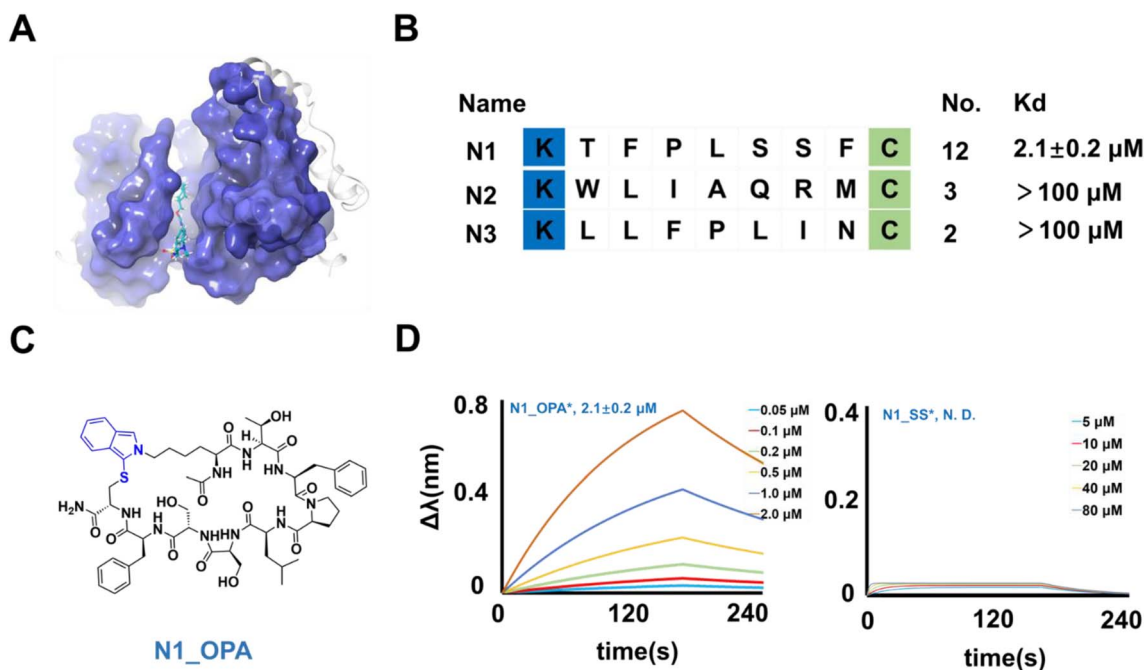 A
B
Name No. Kd
N1 K T F P L S S F C 12 2.1±0.2 μM
N2 K W L I A Q R M C 3 > 100 μM
N3 K L L F P L I N C 2 > 100 μM
C
OH
O
H
N
N
O
N
H
O
S
O
NH
O
N
H₂N
O
NH
O
HO
H
N
O
N
H
O
H
N
O
NH
O
HO
N1_OPA
D
0.8
N1_OPA*, 2.1±0.2 μM
0.05 μM
0.1 μM
0.2 μM
0.5 μM
1.0 μM
2.0 μM
0.4
0
Δλ(nm)
0 120 240
time(s)
0.4
N1_SS*, N. D.
5 μM
10 μM
20 μM
40 μM
80 μM
0.2
0
0 120 240
time(s)